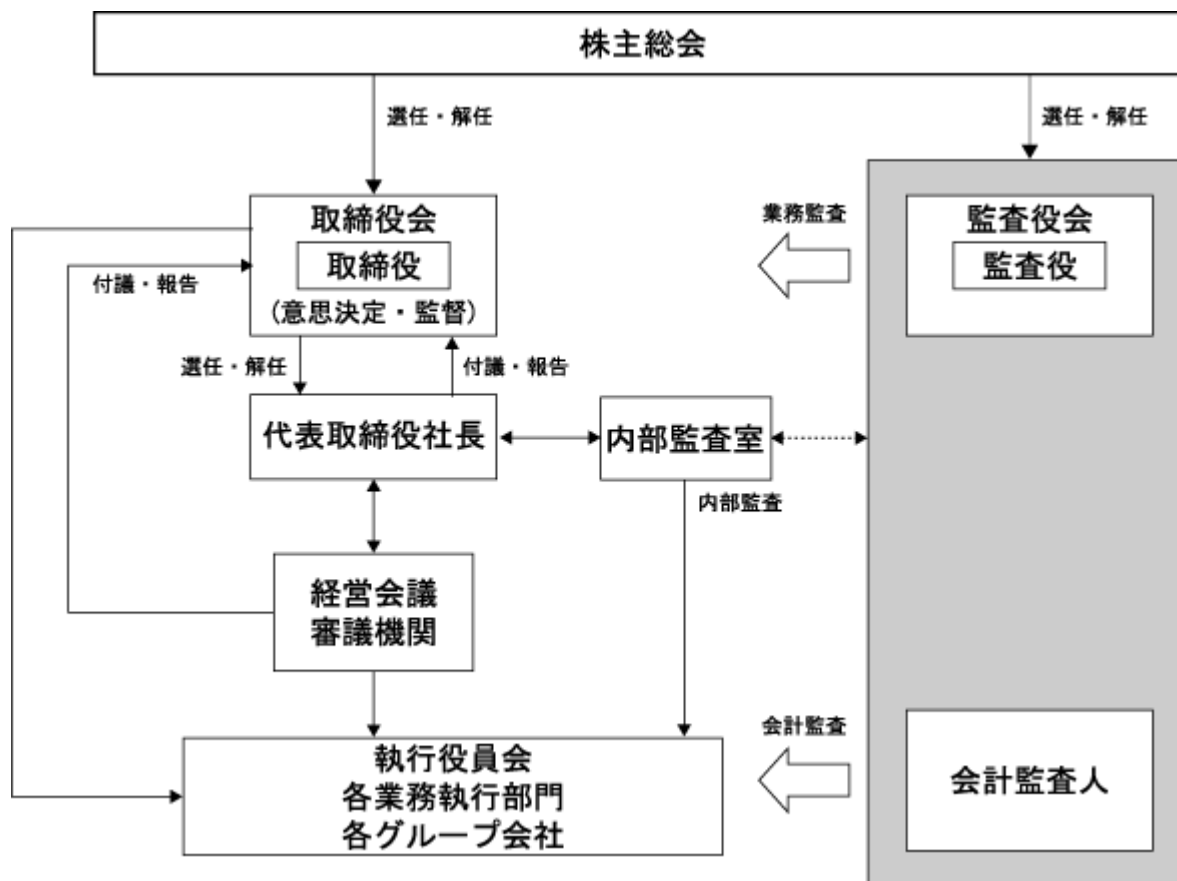 株主総会
選任・解任
選任・解任
取締役会
取締役
(意思決定・監督)
業務監査
監査役会
監査役
付議・報告
選任・解任
付議・報告
代表取締役社長
内部監査室
内部監査
経営会議
審議機関
会計監査
執行役員会
各業務執行部門
各グループ会社
会計監査人